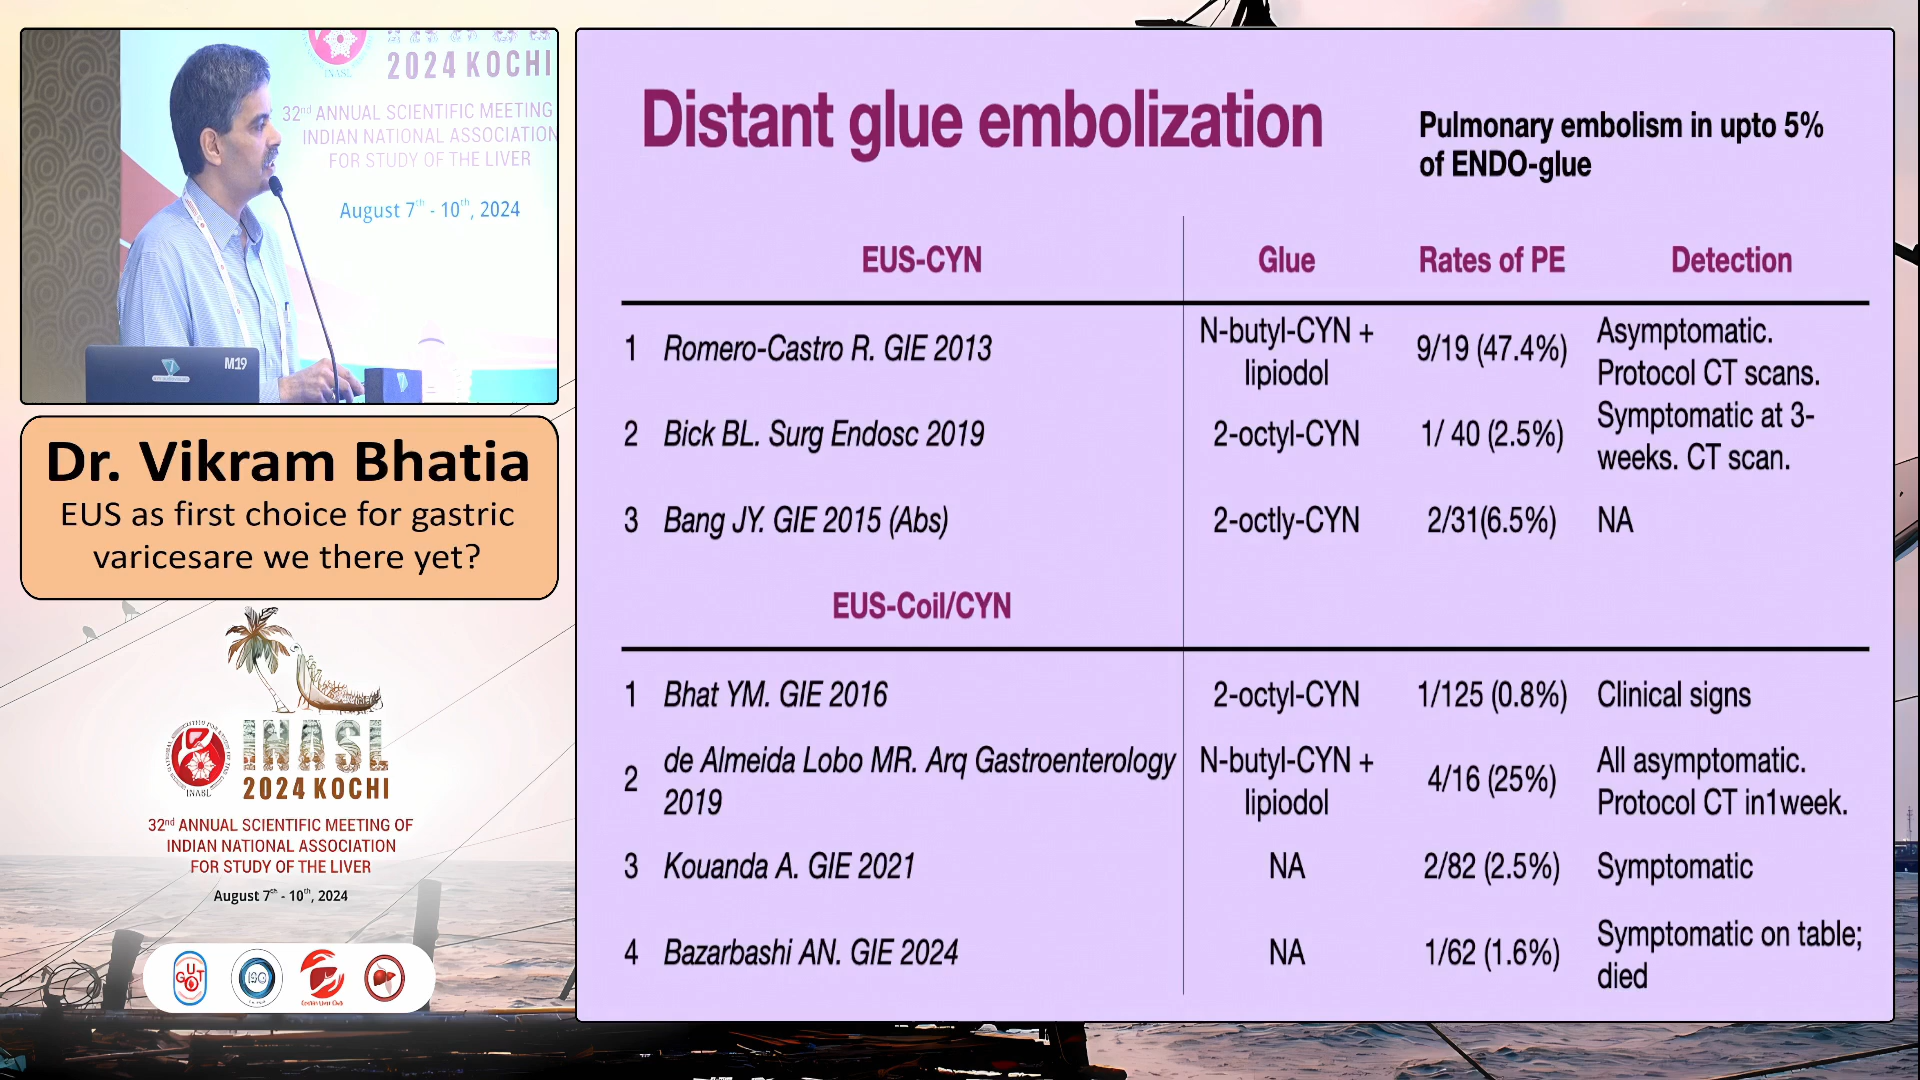 2024 KOCHI
32nd ANNUAL SCIENTIFIC MEETING
INDIAN NATIONAL ASSOCIATION
FOR STUDY OF THE LIVER
August 7th - 10th, 2024
INASL
M19
Dr. Vikram Bhatia
EUS as first choice for gastric
varicesare we there yet?
INASL
INASL
2024 KOCHI
32nd ANNUAL SCIENTIFIC MEETING OF
INDIAN NATIONAL ASSOCIATION
FOR STUDY OF THE LIVER
August 7th - 10th, 2024
GUT
ISG
Cochin Liver Club
Distant glue embolization
Pulmonary embolism in upto 5%
of ENDO-glue
EUS-CYN Glue Rates of PE Detection
1 Romero-Castro R. GIE 2013 N-butyl-CYN + lipiodol 9/19 (47.4%) Asymptomatic. Protocol CT scans.
2 Bick BL. Surg Endosc 2019 2-octyl-CYN 1/ 40 (2.5%) Symptomatic at 3-weeks. CT scan.
3 Bang JY. GIE 2015 (Abs) 2-octly-CYN 2/31(6.5%) NA
EUS-Coil/CYN
1 Bhat YM. GIE 2016 2-octyl-CYN 1/125 (0.8%) Clinical signs
2 de Almeida Lobo MR. Arq Gastroenterology 2019 N-butyl-CYN + lipiodol 4/16 (25%) All asymptomatic. Protocol CT in1week.
3 Kouanda A. GIE 2021 NA 2/82 (2.5%) Symptomatic
4 Bazarbashi AN. GIE 2024 NA 1/62 (1.6%) Symptomatic on table; died